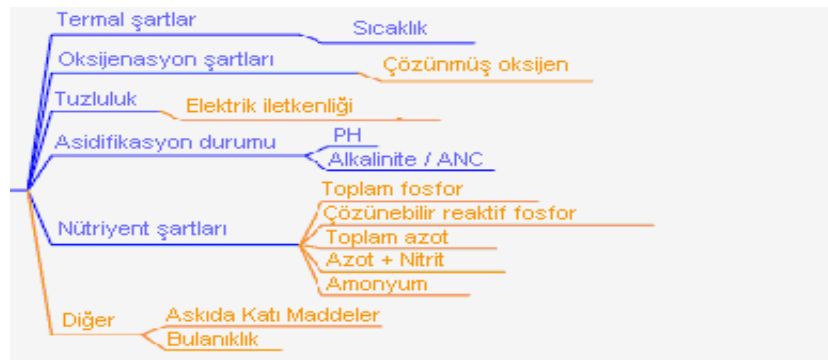 Termal şartlar
Sıcaklık
Oksijenasyon şartları
Çözünmüş oksijen
Tuzluluk
Elektrik iletkenliği
Asidifikasyon durumu
PH
Alkalinite / ANC
Nütriyent şartları
Toplam fosfor
Çözünebilir reaktif fosfor
Toplam azot
Azot + Nitrit
Amonyum
Diğer
Askıda Katı Maddeler
Bulanıklık